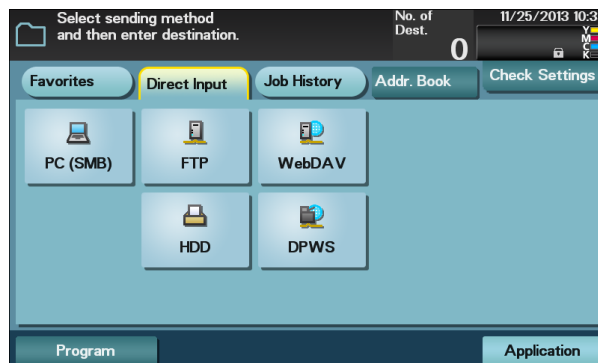 Select sending method
and then enter destination.
No. of
Dest.
0
11/25/2013 10:3
Y
M
C
K
Favorites
Direct Input
Job History
Addr. Book
Check Settings
PC (SMB)
FTP
WebDAV
HDD
DPWS
Program
Application